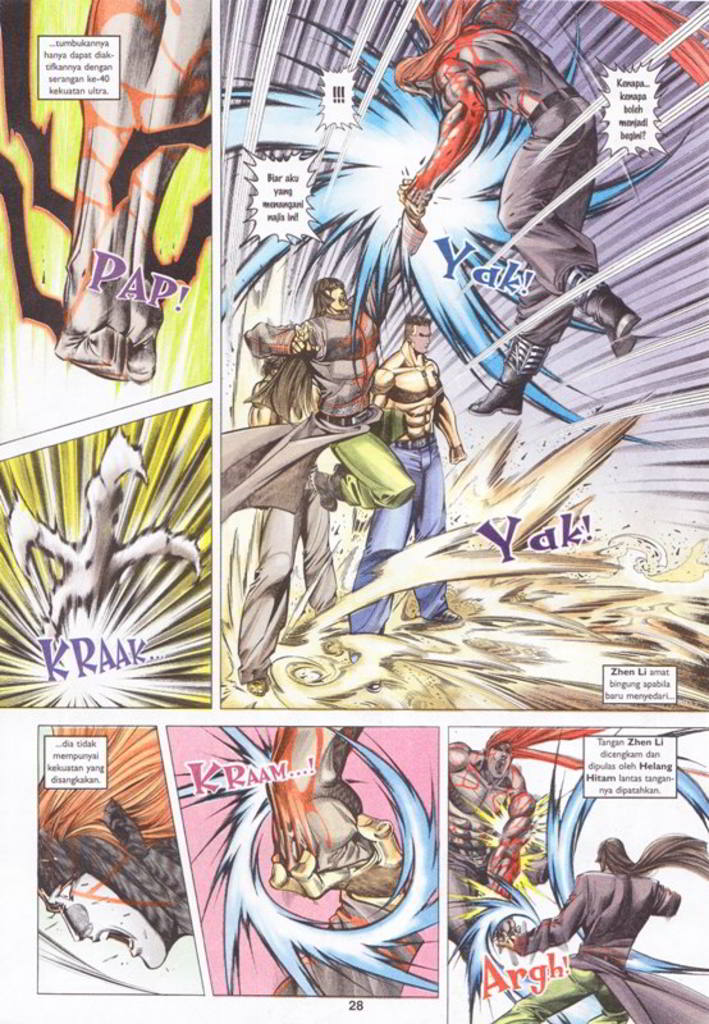 ...tumbukannya
hanya dapat diak-
tifkannya dengan
serangan ke-40
kekuatan ultra.
PAP!
KRAAK...
!!!
Biar aku
yang
menangani
najis ini!
Kenapa...
kenapa
boleh
menjadi
begini?
Yak!
Yak!
Zhen Li amat
bingung apabila
baru menyedari...
...dia tidak
mempunyai
kekuatan yang
disangkakan.
KRAAM...!
Tangan Zhen Li
dicengkam dan
dipulas oleh Helang
Hitam lantas tangan-
nya dipatahkan.
Argh!
28